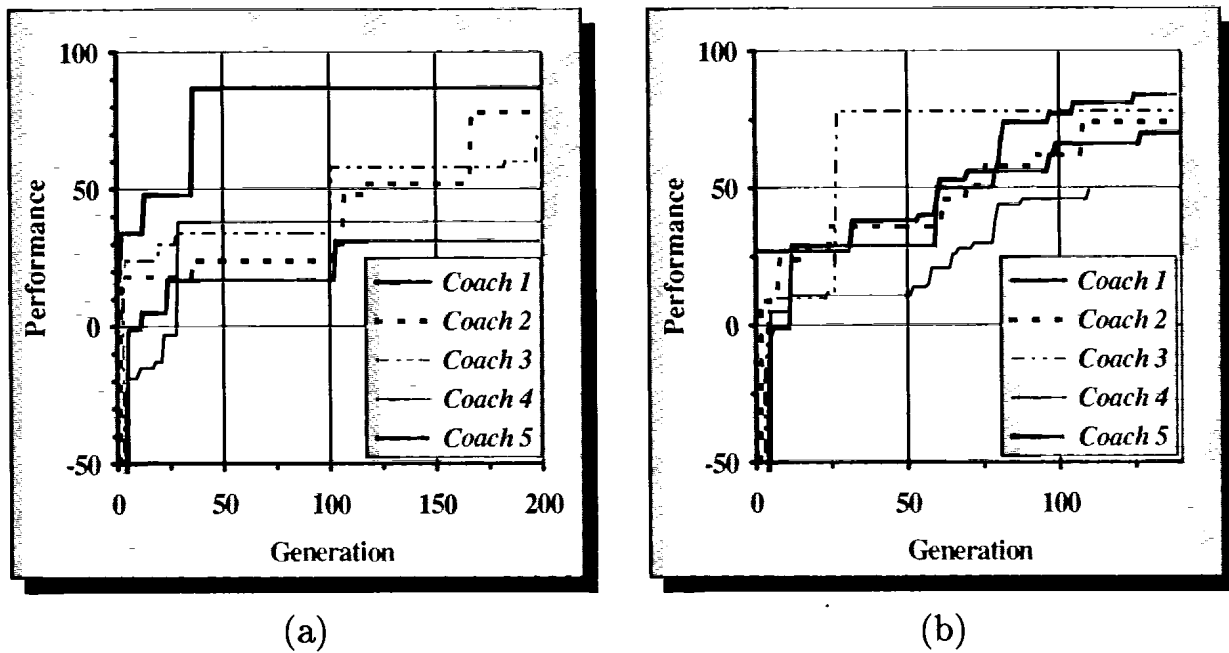 100
50
0
-50
Performance
0
50
100
150
200
Generation
Coach 1
Coach 2
Coach 3
Coach 4
Coach 5
(a)
100
50
0
-50
Performance
0
50
100
Generation
Coach 1
Coach 2
Coach 3
Coach 4
Coach 5
(b)